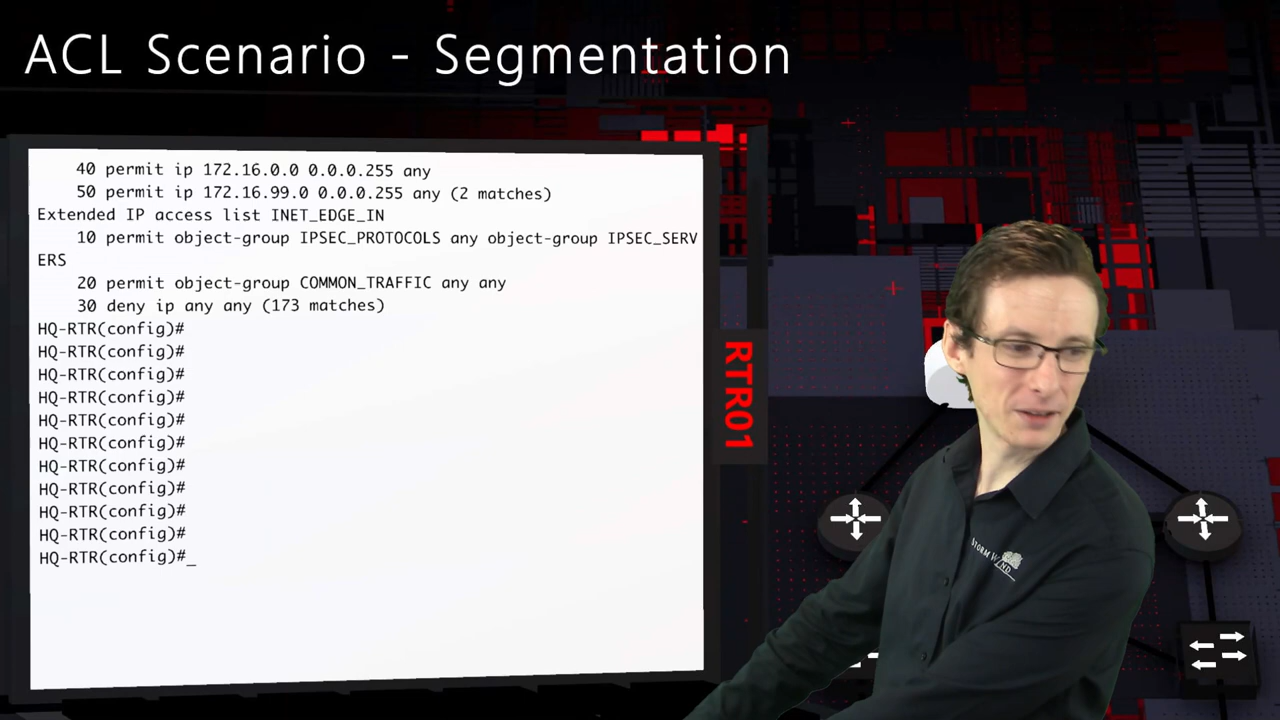 ACL Scenario - Segmentation
40 permit ip 172.16.0.0 0.0.0.255 any
50 permit ip 172.16.99.0 0.0.0.255 any (2 matches)
Extended IP access list INET_EDGE_IN
10 permit object-group IPSEC_PROTOCOLS any object-group IPSEC_SERV
ERS
20 permit object-group COMMON_TRAFFIC any any
30 deny ip any any (173 matches)
HQ-RTR(config)#
HQ-RTR(config)#
HQ-RTR(config)#
HQ-RTR(config)#
HQ-RTR(config)#
HQ-RTR(config)#
HQ-RTR(config)#
HQ-RTR(config)#
HQ-RTR(config)#
HQ-RTR(config)#
HQ-RTR(config)#_
RTR01
STORM WIND